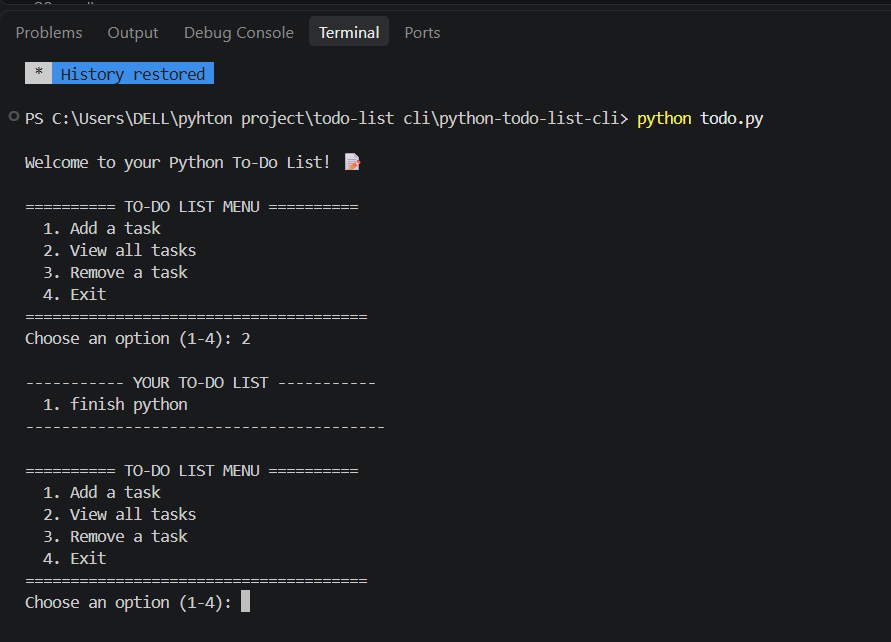 Problems Output Debug Console Terminal Ports
* History restored
PS C:\Users\DELL\pyhton project\todo-list cli\python-todo-list-cli> python todo.py
Welcome to your Python To-Do List! 📝
========== TO-DO LIST MENU ==========
1. Add a task
2. View all tasks
3. Remove a task
4. Exit
======================================
Choose an option (1-4): 2
----------- YOUR TO-DO LIST -----------
1. finish python
----------------------------------------
========== TO-DO LIST MENU ==========
1. Add a task
2. View all tasks
3. Remove a task
4. Exit
======================================
Choose an option (1-4):